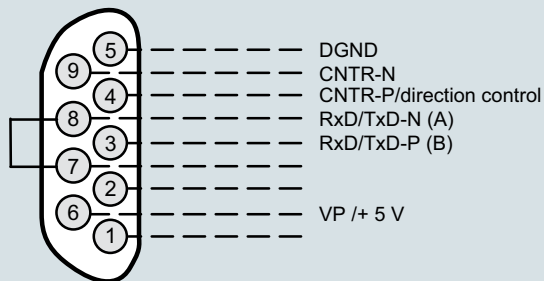 5 DGND
9 CNTR-N
4 CNTR-P/direction control
8 RxD/TxD-N (A)
3 RxD/TxD-P (B)
7
2
6 VP /+ 5 V
1